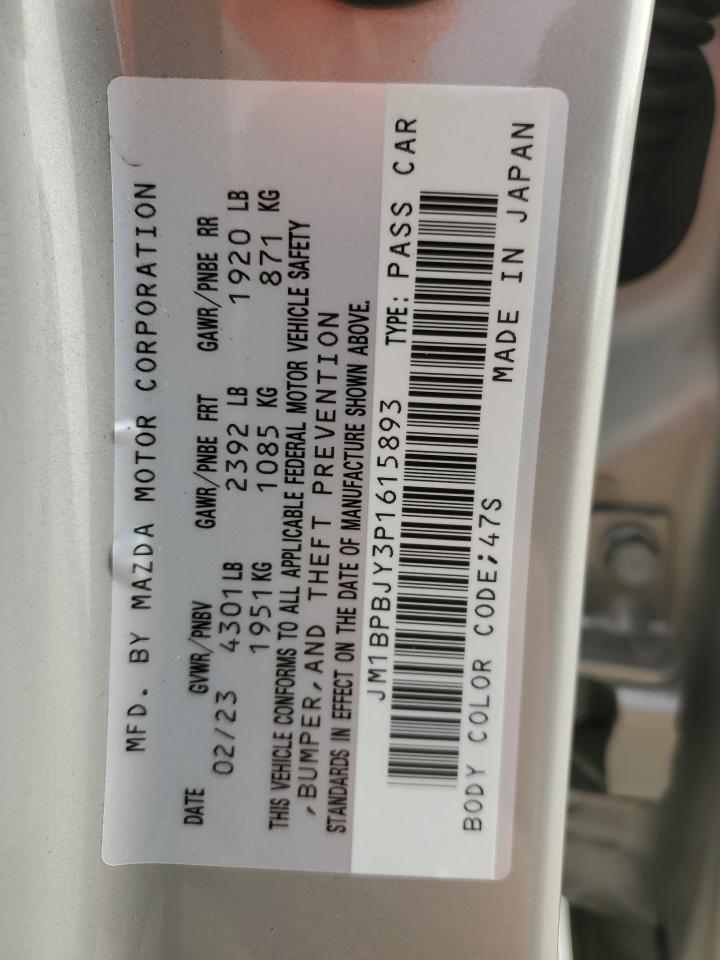 MFD. BY MAZDA MOTOR CORPORATION
DATE GVWR/PNBV GAWR/PNBE FRT GAWR/PNBE RR
02/23 4301LB 2392 LB 1920 LB
1951KG 1085 KG 871 KG
THIS VEHICLE CONFORMS TO ALL APPLICABLE FEDERAL MOTOR VEHICLE SAFETY
,BUMPER,AND THEFT PREVENTION
STANDARDS IN EFFECT ON THE DATE OF MANUFACTURE SHOWN ABOVE.
JM1BPBJY3P1615893 TYPE: PASS CAR
BODY COLOR CODE;47S MADE IN JAPAN